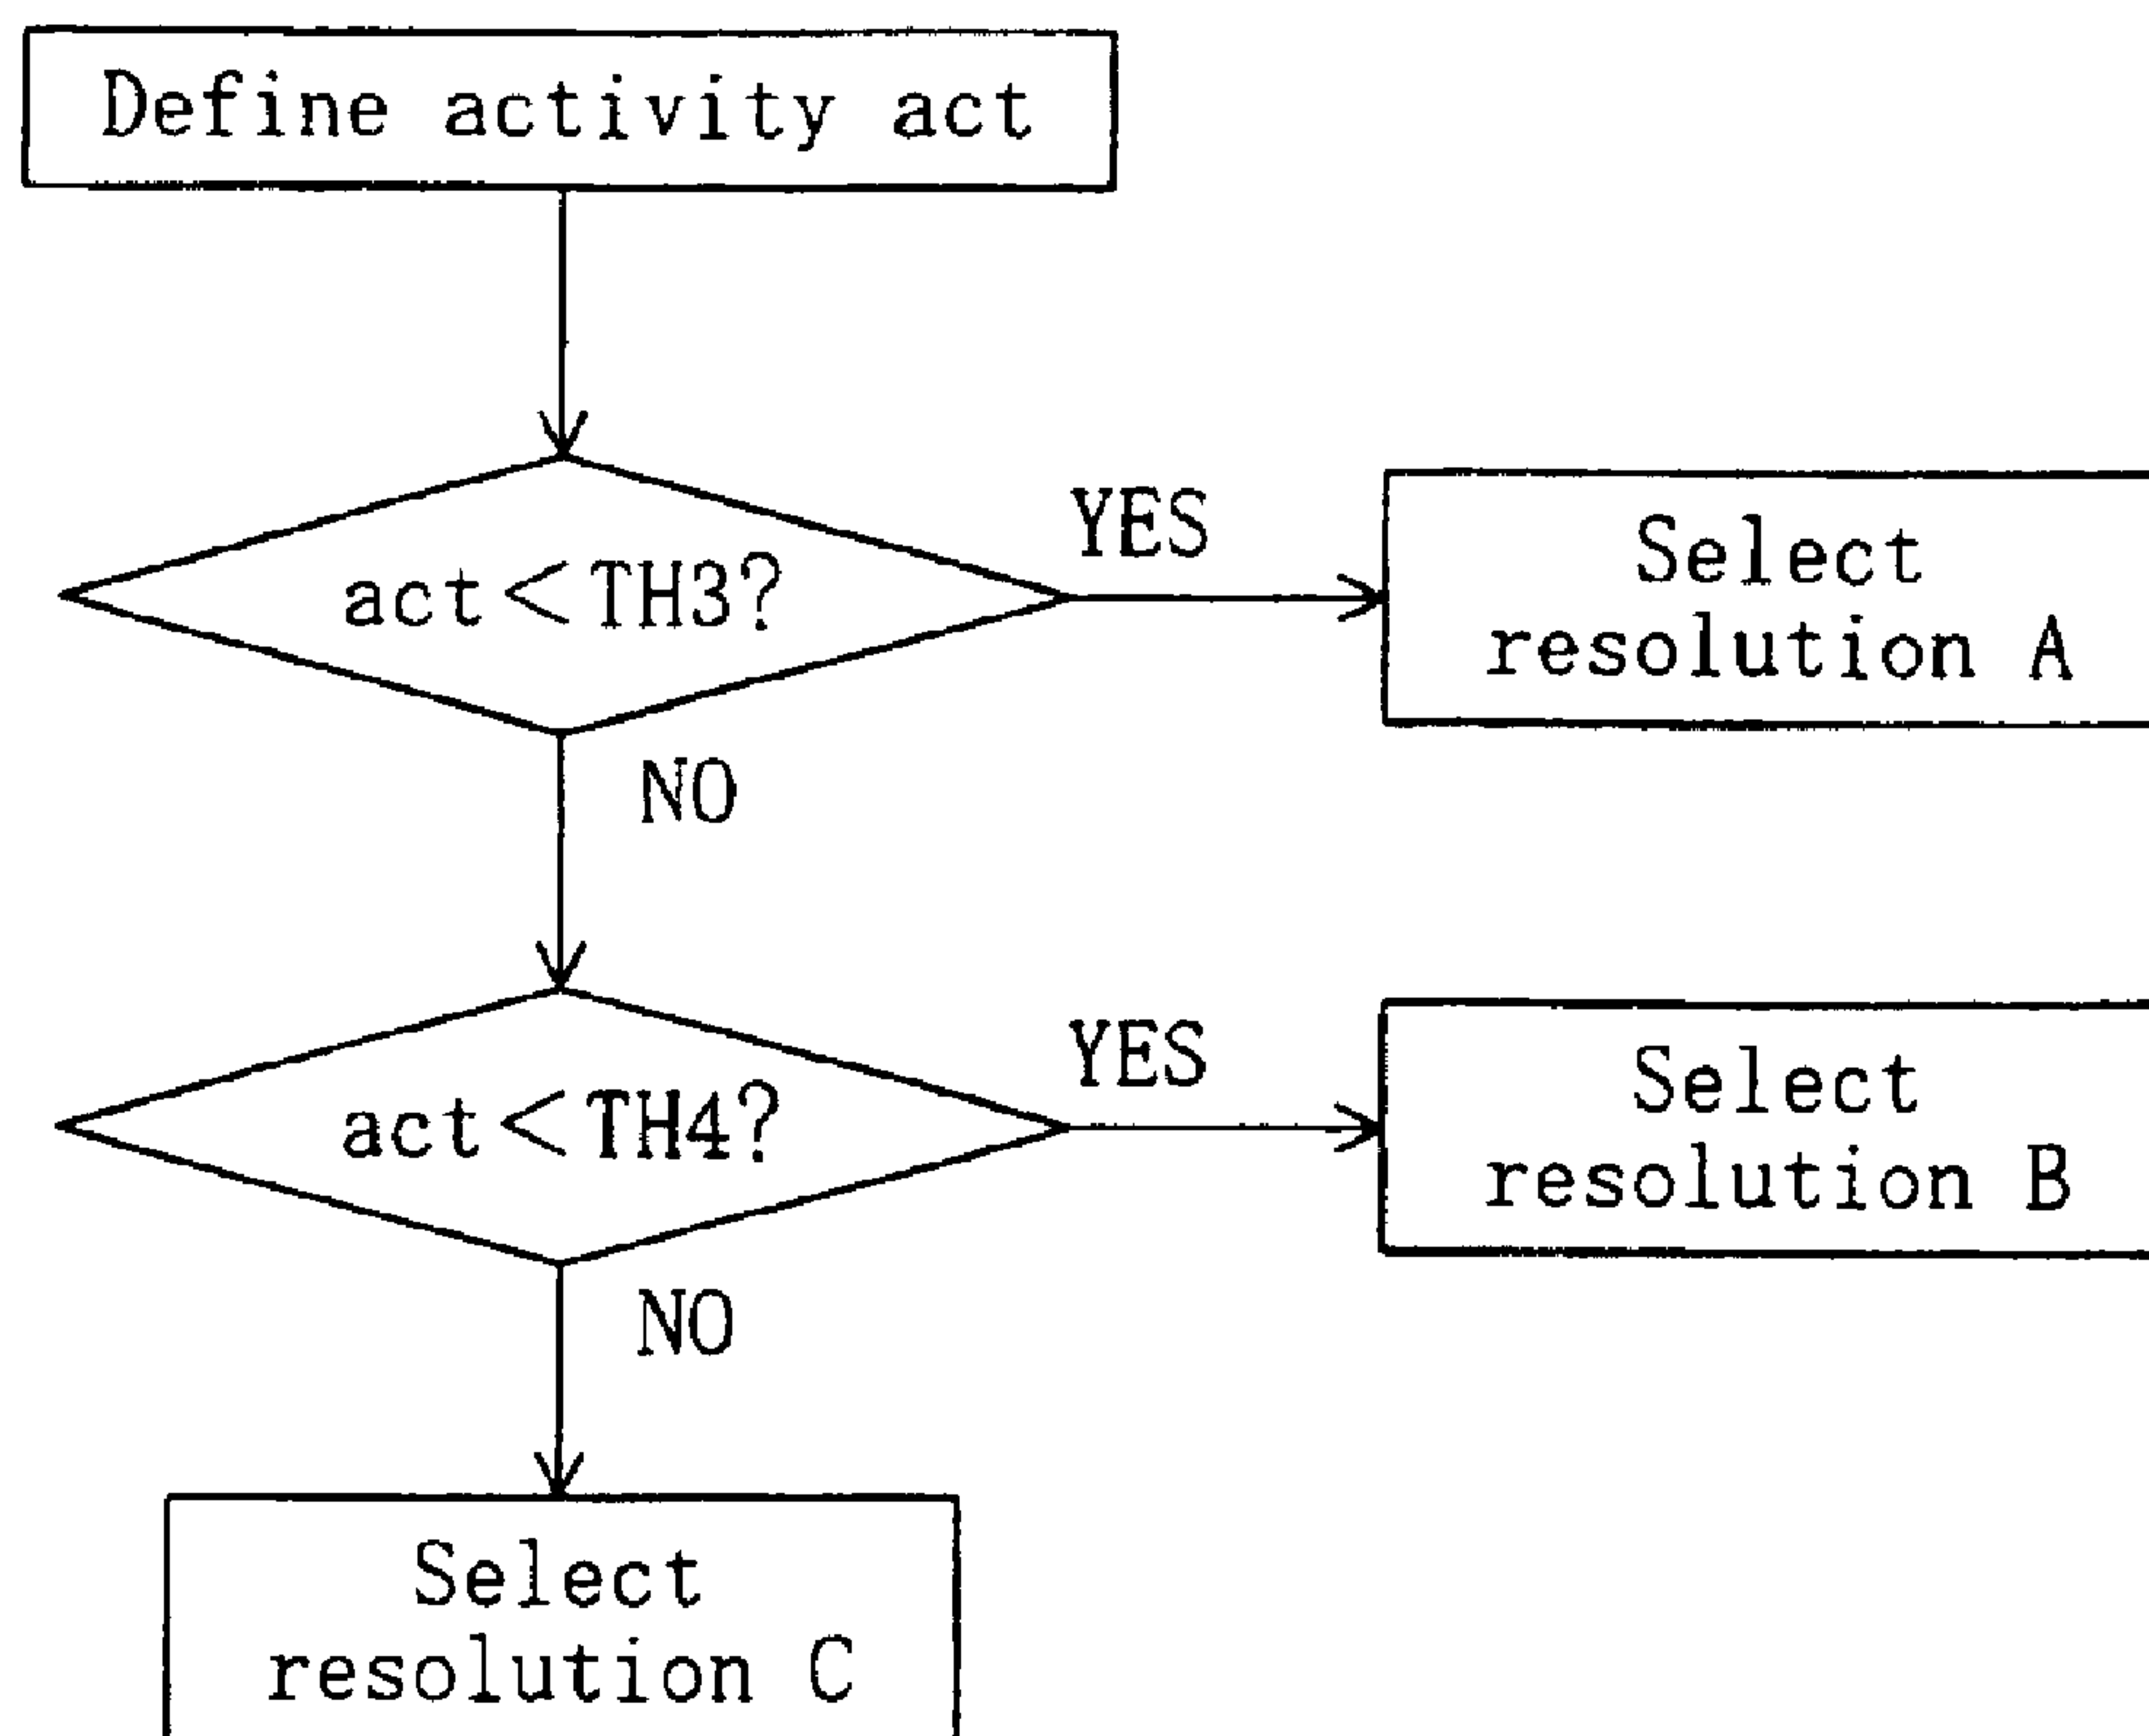 Define activity act
act<TH3?
YES
Select
resolution A
NO
act<TH4?
YES
Select
resolution B
NO
Select
resolution C